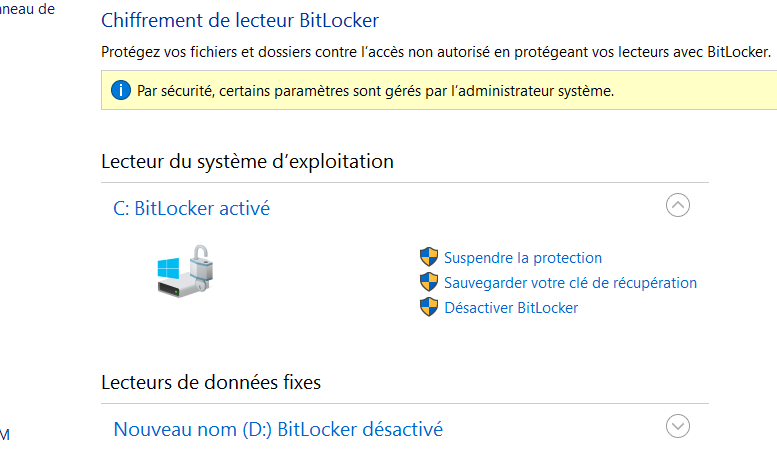 nneau de
Chiffrement de lecteur BitLocker
Protégez vos fichiers et dossiers contre l’accès non autorisé en protégeant vos lecteurs avec BitLocker.
Par sécurité, certains paramètres sont gérés par l’administrateur système.
Lecteur du système d’exploitation
C: BitLocker activé
Suspendre la protection
Sauvegarder votre clé de récupération
Désactiver BitLocker
Lecteurs de données fixes
Nouveau nom (D:) BitLocker désactivé
M